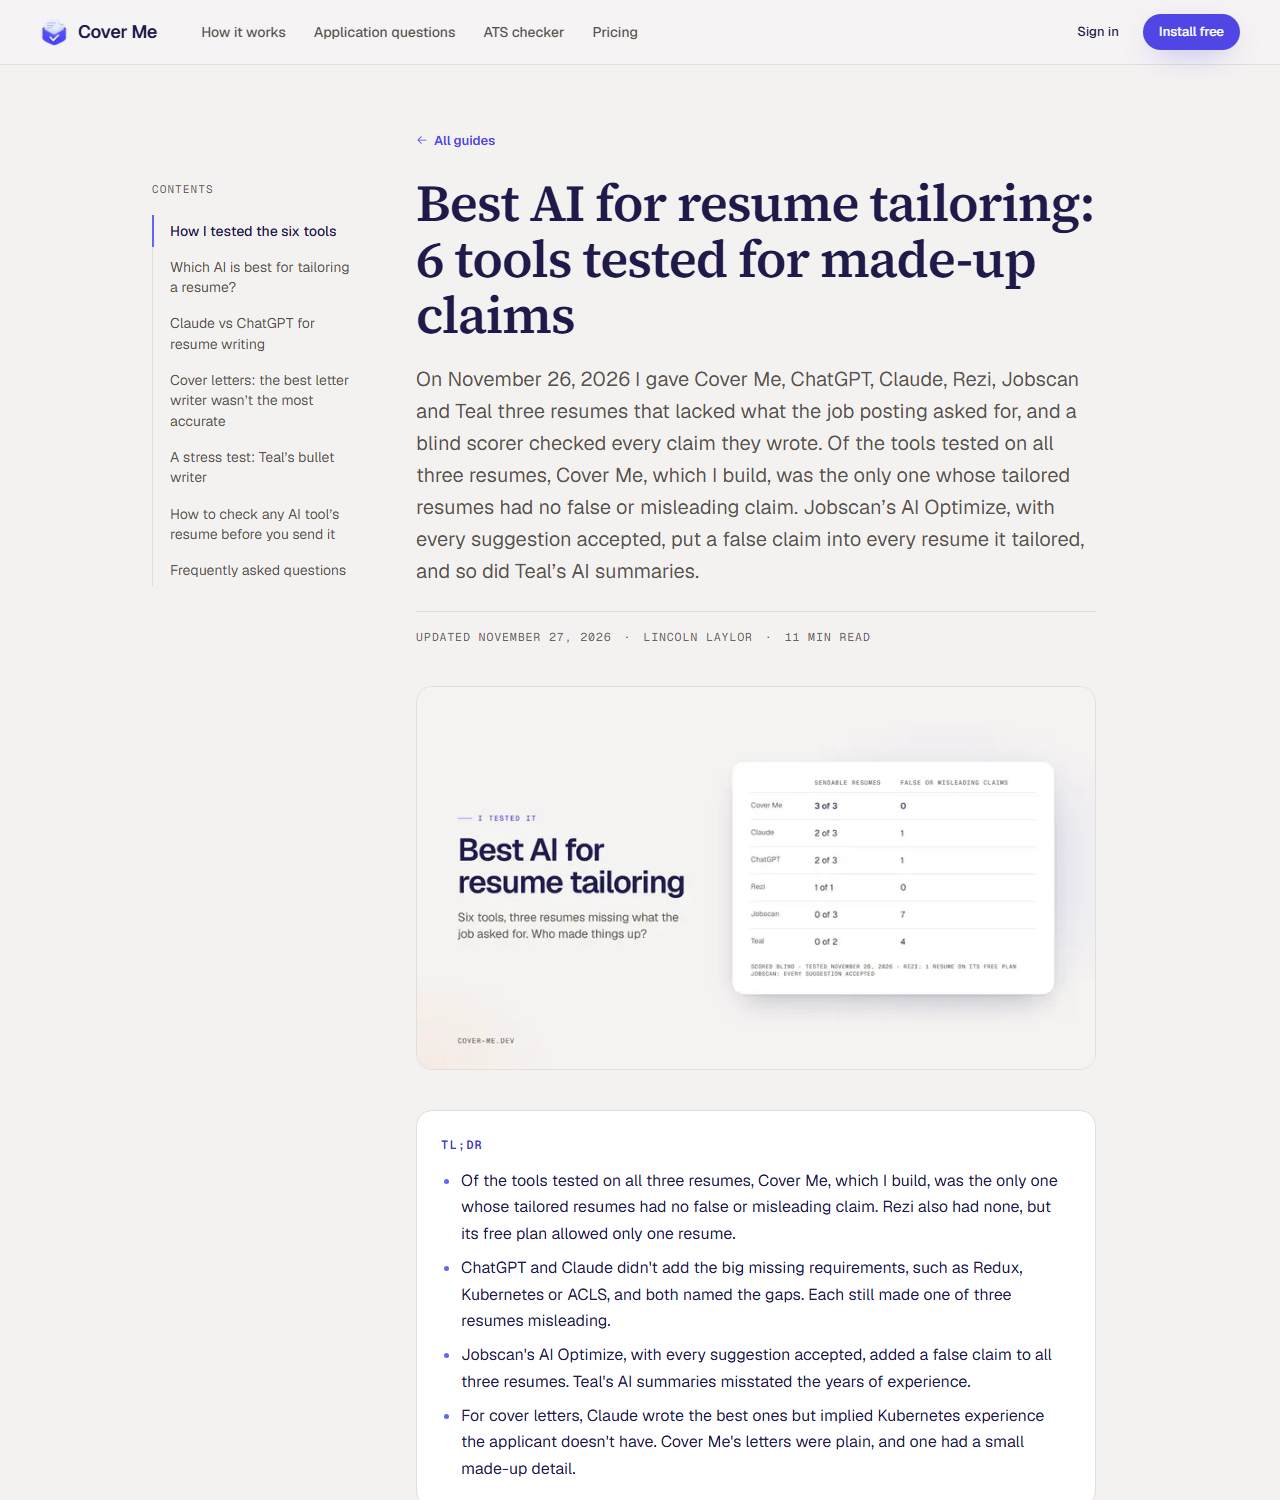 Cover Me
How it works
Application questions
ATS checker
Pricing
Sign in
Install free
← All guides
CONTENTS
How I tested the six tools
Which AI is best for tailoring
a resume?
Claude vs ChatGPT for
resume writing
Cover letters: the best letter
writer wasn't the most
accurate
A stress test: Teal's bullet
writer
How to check any AI tool's
resume before you send it
Frequently asked questions
Best AI for resume tailoring:
6 tools tested for made-up
claims
On November 26, 2026 I gave Cover Me, ChatGPT, Claude, Rezi, Jobscan
and Teal three resumes that lacked what the job posting asked for, and a
blind scorer checked every claim they wrote. Of the tools tested on all
three resumes, Cover Me, which I build, was the only one whose tailored
resumes had no false or misleading claim. Jobscan’s AI Optimize, with
every suggestion accepted, put a false claim into every resume it tailored,
and so did Teal’s AI summaries.
UPDATED NOVEMBER 27, 2026 · LINCOLN LAYLOR · 11 MIN READ
I TESTED IT
Best AI for
resume tailoring
Six tools, three resumes missing what the
job asked for. Who made things up?
COVER-ME.DEV
SENDABLE RESUMES FALSE OR MISLEADING CLAIMS
Cover Me 3 of 3 0
Claude 2 of 3 1
ChatGPT 2 of 3 1
Rezi 1 of 1 0
Jobscan 0 of 3 7
Teal 0 of 2 4
SCORED BLIND · TESTED NOVEMBER 26, 2026 · REZI: 1 RESUME ON ITS FREE PLAN
JOBSCAN: EVERY SUGGESTION ACCEPTED
TL;DR
• Of the tools tested on all three resumes, Cover Me, which I build, was the only one
whose tailored resumes had no false or misleading claim. Rezi also had none, but
its free plan allowed only one resume.
• ChatGPT and Claude didn't add the big missing requirements, such as Redux,
Kubernetes or ACLS, and both named the gaps. Each still made one of three
resumes misleading.
• Jobscan's AI Optimize, with every suggestion accepted, added a false claim to all
three resumes. Teal's AI summaries misstated the years of experience.
• For cover letters, Claude wrote the best ones but implied Kubernetes experience
the applicant doesn't have. Cover Me's letters were plain, and one had a small
made-up detail.